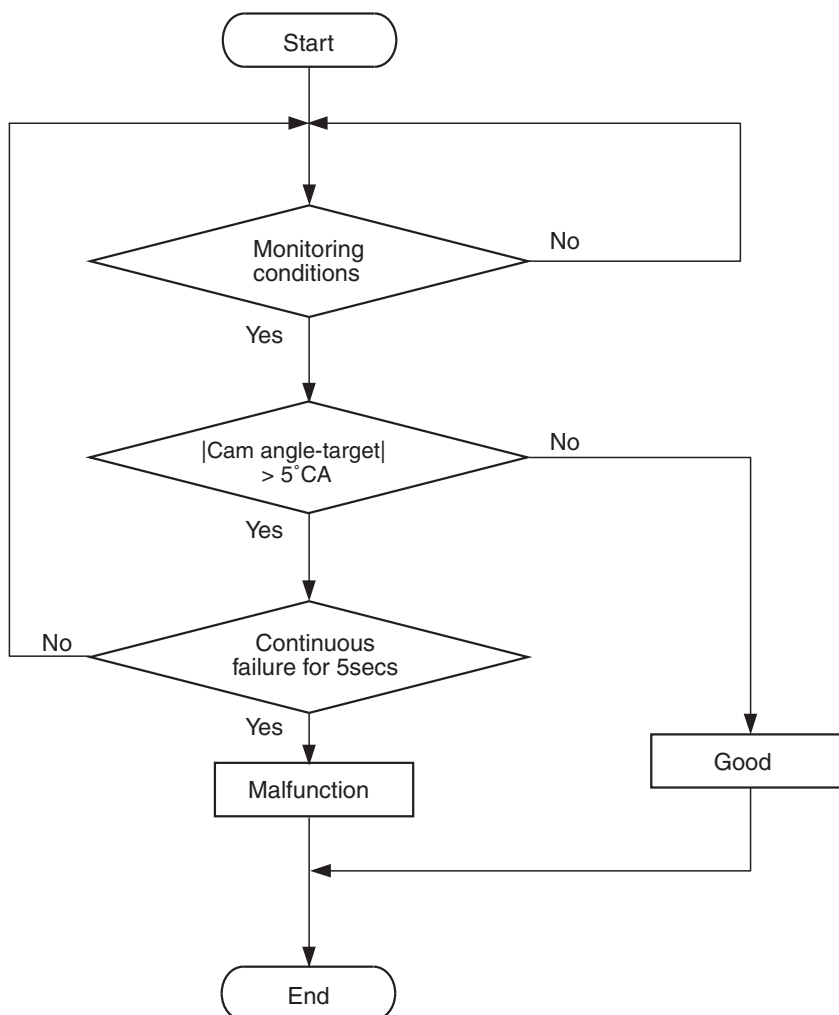 Start
Monitoring
conditions
No
Yes
|Cam angle-target|
> 5˚CA
No
Yes
Continuous
failure for 5secs
No
Yes
Malfunction
Good
End